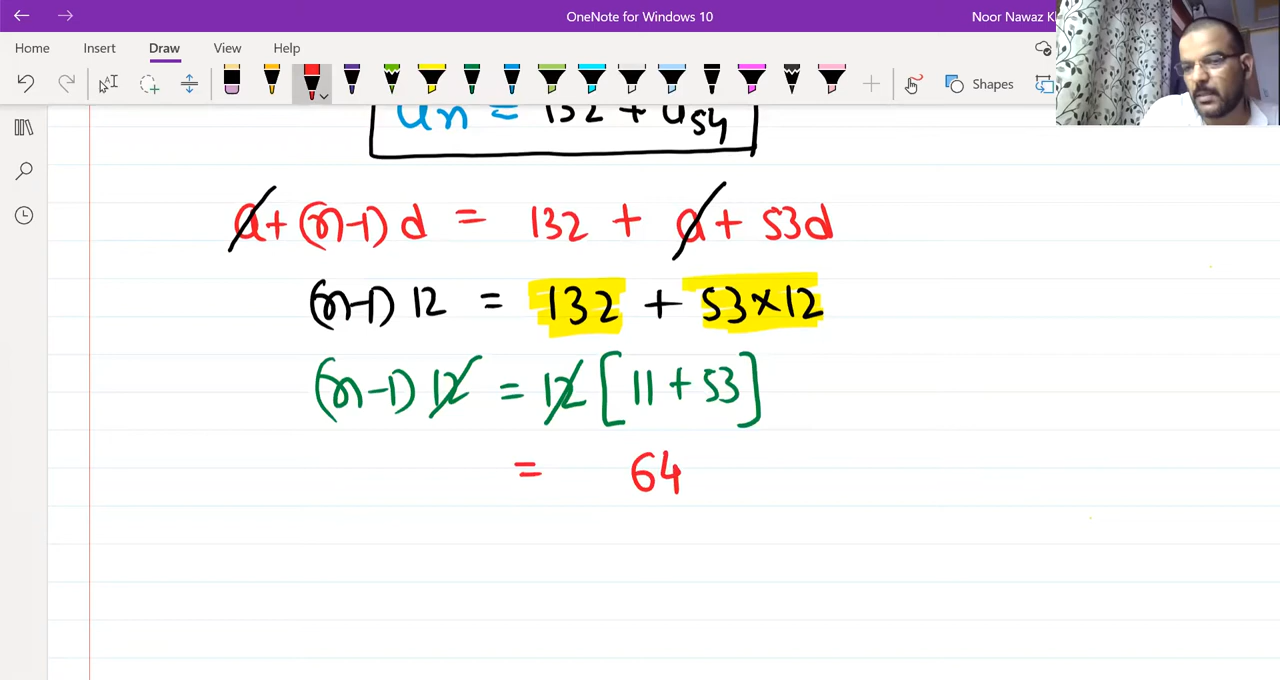 OneNote for Windows 10
Noor Nawaz K
Home Insert Draw View Help
Shapes
an = 132 + a54
a + (n-1) d = 132 + a + 53d
(n-1) 12 = 132 + 53×12
(n-1) 12 = 12 [ 11 + 53 ]
= 64